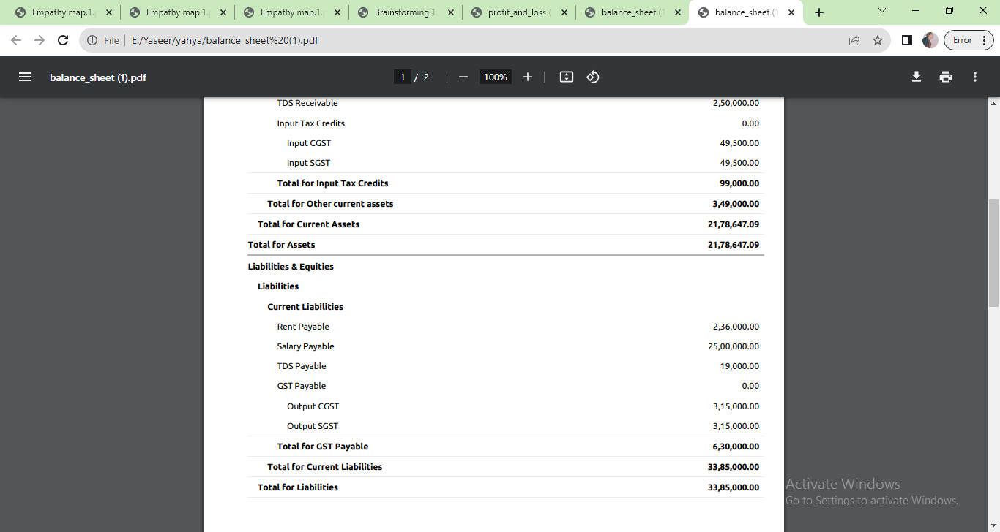 Empathy map.1.p
Empathy map.1.p
Empathy map.1.p
Brainstorming.1.
profit_and_loss (
balance_sheet (1
balance_sheet (1
File
E:/Yaseer/yahya/balance_sheet%20(1).pdf
Error
balance_sheet (1).pdf
1 / 2
100%
TDS Receivable 2,50,000.00
Input Tax Credits 0.00
Input CGST 49,500.00
Input SGST 49,500.00
Total for Input Tax Credits 99,000.00
Total for Other current assets 3,49,000.00
Total for Current Assets 21,78,647.09
Total for Assets 21,78,647.09
Liabilities & Equities
Liabilities
Current Liabilities
Rent Payable 2,36,000.00
Salary Payable 25,00,000.00
TDS Payable 19,000.00
GST Payable 0.00
Output CGST 3,15,000.00
Output SGST 3,15,000.00
Total for GST Payable 6,30,000.00
Total for Current Liabilities 33,85,000.00
Total for Liabilities 33,85,000.00
Activate Windows
Go to Settings to activate Windows.